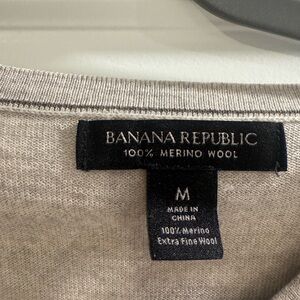 BANANA REPUBLIC
100% MERINO WOOL
M
MADE IN
CHINA
100% Merino
Extra Fine Wool